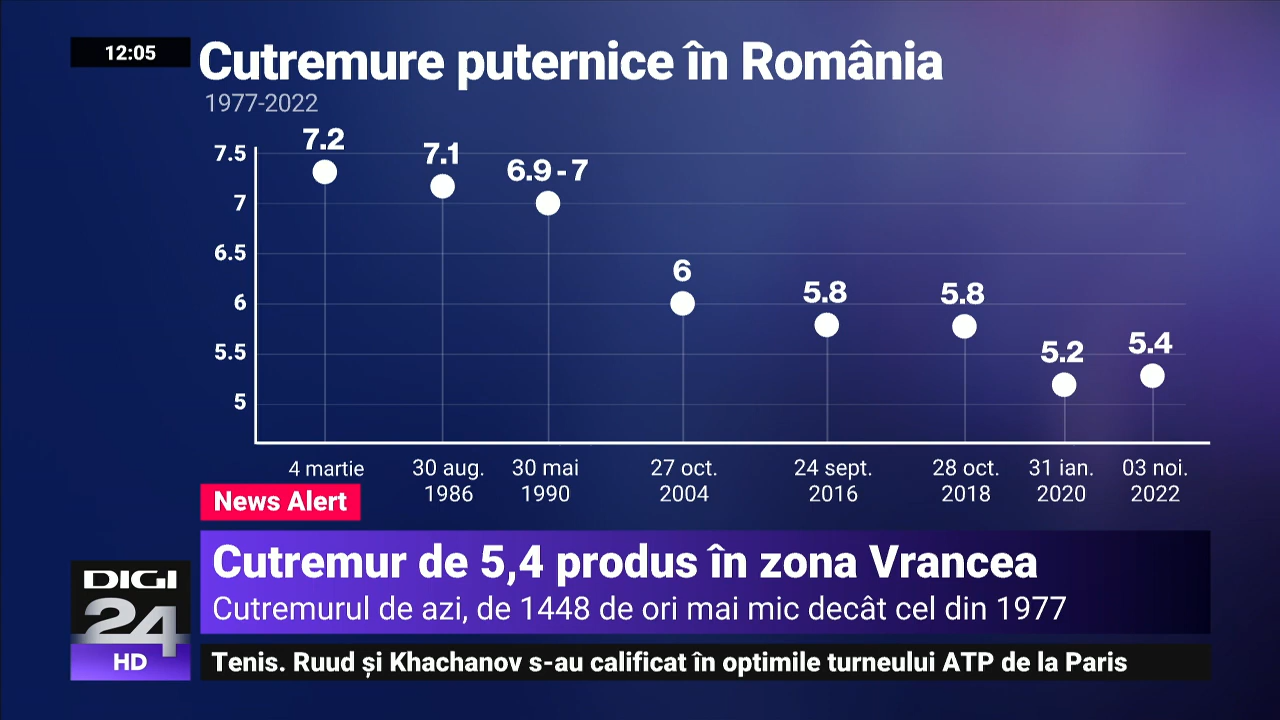 12:05
Cutremure puternice în România
1977-2022
7.2
7.1
6.9 - 7
6
5.8
5.8
5.2
5.4
7.5
7
6.5
6
5.5
5
4 martie
30 aug.
1986
30 mai
1990
27 oct.
2004
24 sept.
2016
28 oct.
2018
31 ian.
2020
03 noi.
2022
News Alert
Cutremur de 5,4 produs în zona Vrancea
Cutremurul de azi, de 1448 de ori mai mic decât cel din 1977
DIGI
24
HD
Tenis. Ruud și Khachanov s-au calificat în optimile turneului ATP de la Paris